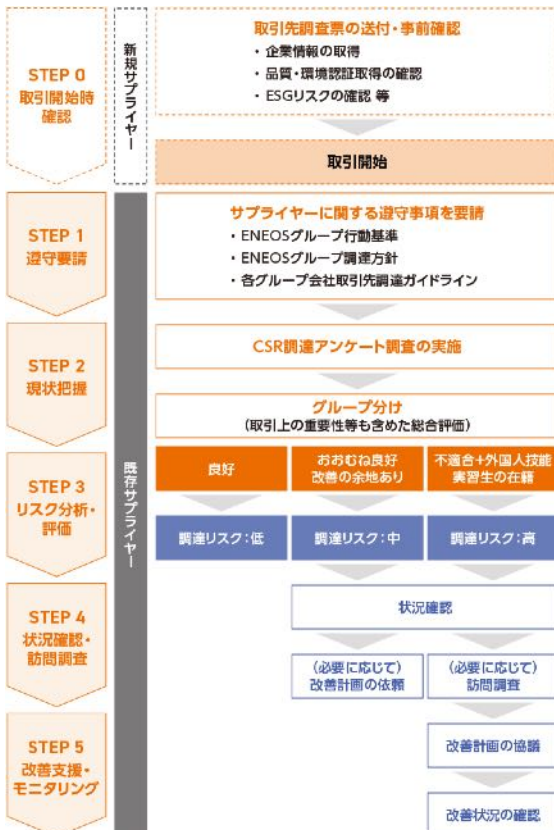 STEP 0
取引開始時
確認
新規サプライヤー
取引先調査票の送付・事前確認
・企業情報の取得
・品質・環境認証取得の確認
・ESGリスクの確認 等
取引開始
STEP 1
遵守要請
既存サプライヤー
サプライヤーに関する遵守事項を要請
・ENEOSグループ行動基準
・ENEOSグループ調達方針
・各グループ会社取引先調達ガイドライン
STEP 2
現状把握
CSR調達アンケート調査の実施
グループ分け
(取引上の重要性等も含めた総合評価)
STEP 3
リスク分析・
評価
良好
おおむね良好
改善の余地あり
不適合+外国人技能
実習生の在籍
調達リスク:低
調達リスク:中
調達リスク:高
STEP 4
状況確認・
訪問調査
状況確認
(必要に応じて)
改善計画の依頼
(必要に応じて)
訪問調査
STEP 5
改善支援・
モニタリング
改善計画の協議
改善状況の確認